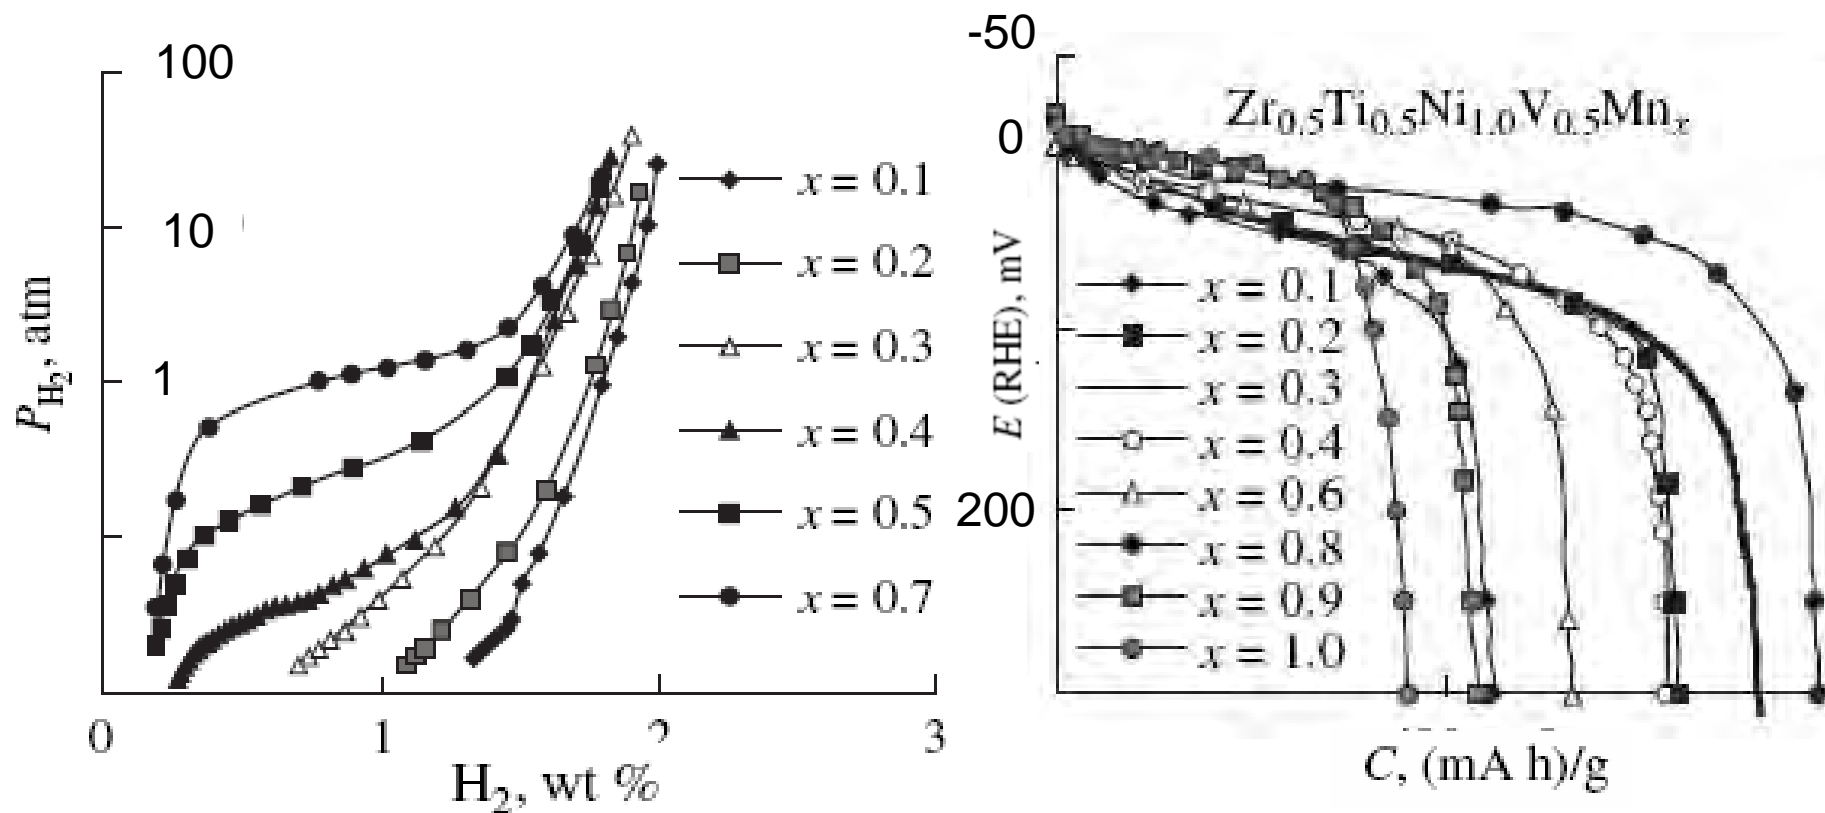 100
10
1
P_H₂, atm
0 1 2 3
H₂, wt %
x = 0.1
x = 0.2
x = 0.3
x = 0.4
x = 0.5
x = 0.7
-50
0
200
E (RHE), mV
Zr₀.₅Ti₀.₅Ni₁.₀V₀.₅Mnₓ
x = 0.1
x = 0.2
x = 0.3
x = 0.4
x = 0.6
x = 0.8
x = 0.9
x = 1.0
C, (mA h)/g